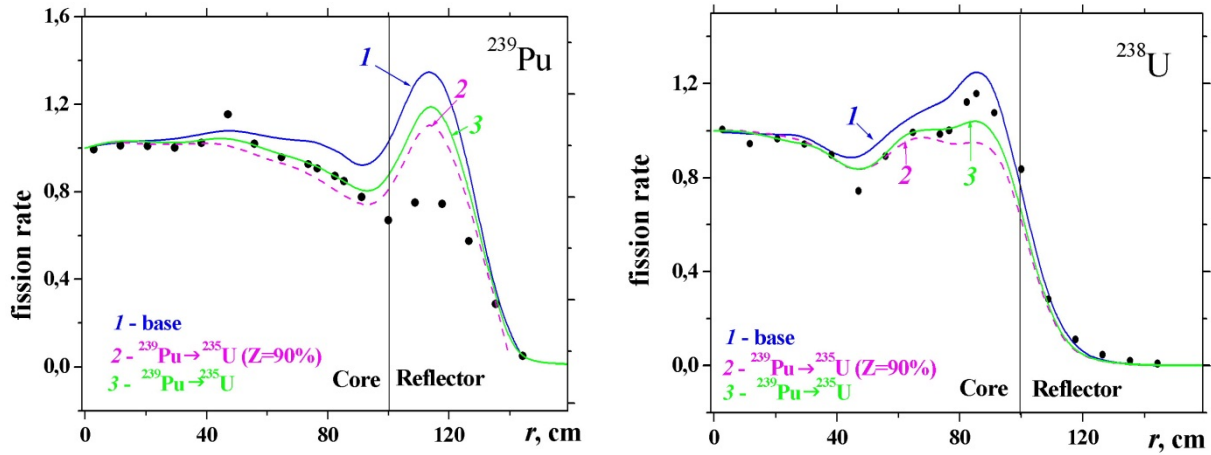 1,6
1,2
0,8
0,4
0,0
fission rate
²³⁹Pu
1
2
3
1 - base
2 - ²³⁹Pu→²³⁵U (Z=90%)
3 - ²³⁹Pu→²³⁵U
Core
Reflector
0
40
80
120
r, cm
1,2
0,8
0,4
0,0
fission rate
²³⁸U
1
2
3
1 - base
2 - ²³⁹Pu→²³⁵U (Z=90%)
3 - ²³⁹Pu→²³⁵U
Core
Reflector
0
40
80
120
r, cm